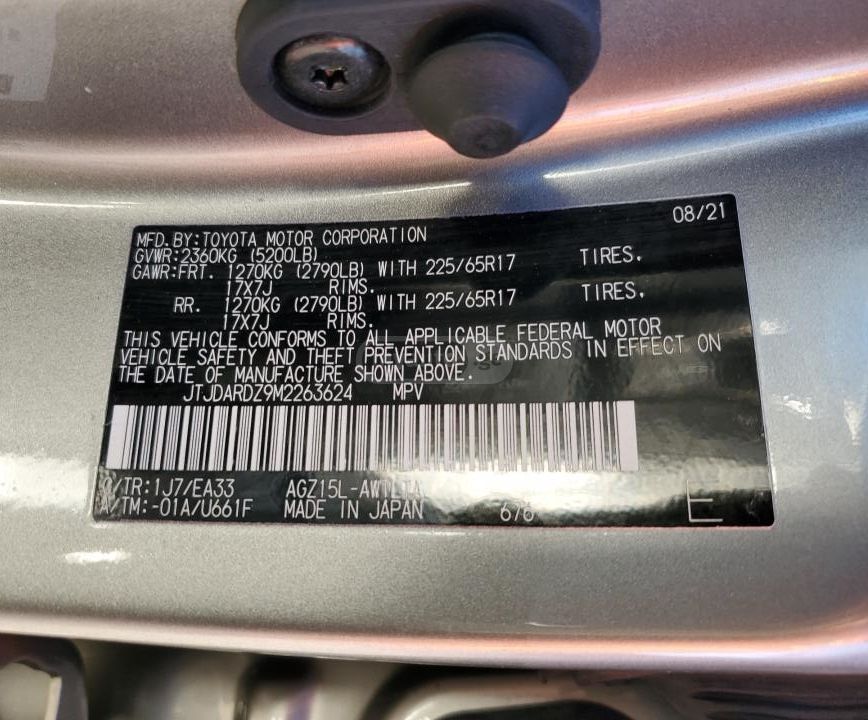 08/21
MFD.BY:TOYOTA MOTOR CORPORATION
GVWR:2360KG (5200LB)
GAWR:FRT. 1270KG (2790LB) WITH 225/65R17 TIRES.
17X7J RIMS.
RR. 1270KG (2790LB) WITH 225/65R17 TIRES.
17X7J RIMS.
THIS VEHICLE CONFORMS TO ALL APPLICABLE FEDERAL MOTOR
VEHICLE SAFETY AND THEFT PREVENTION STANDARDS IN EFFECT ON
THE DATE OF MANUFACTURE SHOWN ABOVE.
JTJDARDZ9M2263624 MPV
C/TR:1J7/EA33 AGZ15L-AWTLTA
A/TM:-01A/U661F MADE IN JAPAN E